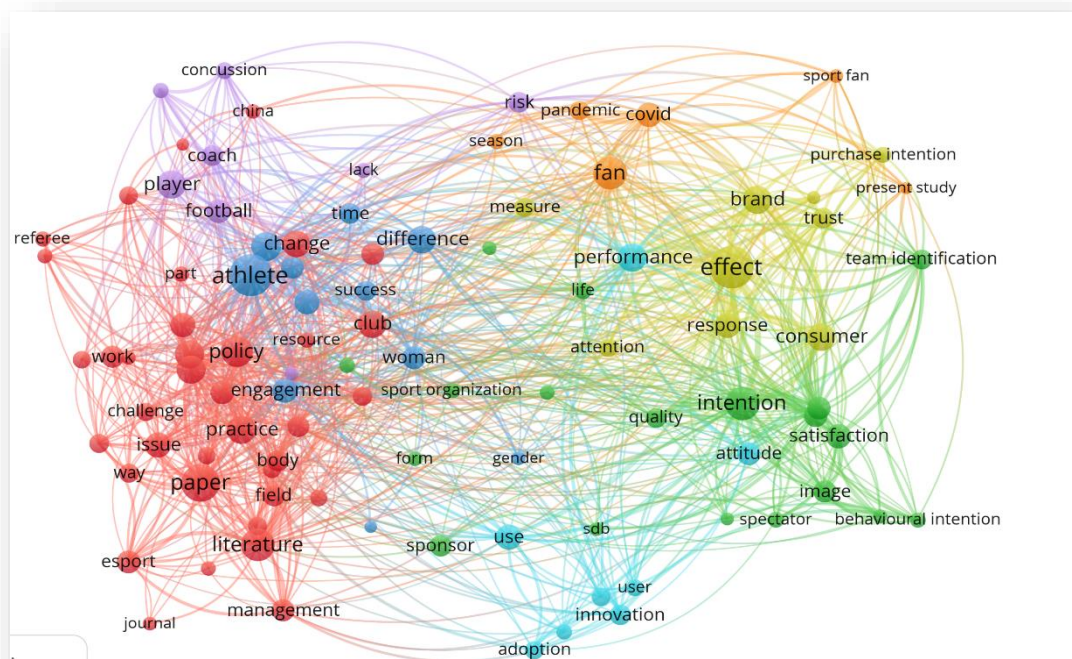 concussion
sport fan
risk
pandemic
covid
china
season
coach
purchase intention
lack
fan
player
present study
brand
measure
football
time
trust
referee
difference
change
team identification
performance
effect
part
athlete
success
life
club
response
consumer
resource
attention
work
policy
woman
engagement
sport organization
intention
challenge
quality
practice
satisfaction
issue
attitude
body
form
gender
way
paper
field
image
spectator
behavioural intention
sdb
use
literature
sponsor
esport
user
management
innovation
journal
adoption